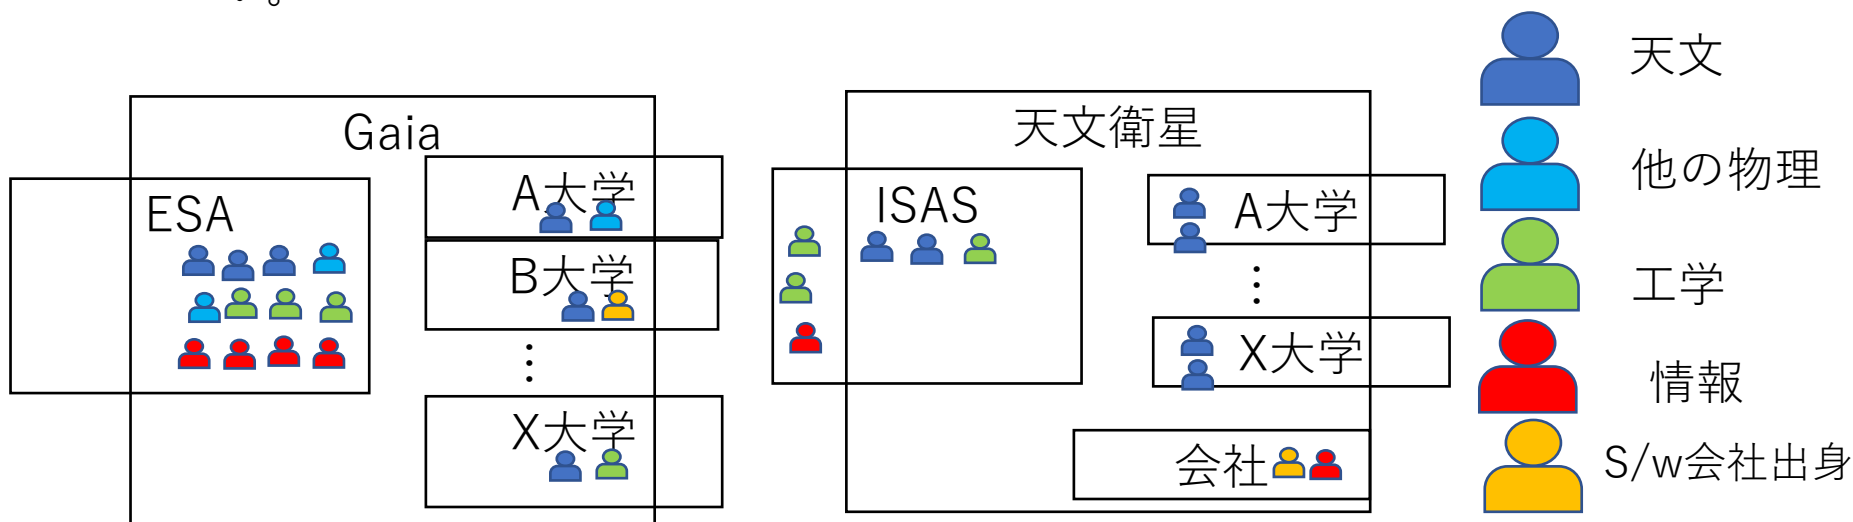 。
Gaia
ESA
A大学
B大学
⋮
X大学
天文衛星
ISAS
A大学
⋮
X大学
会社
天文
他の物理
工学
情報
S/w会社出身